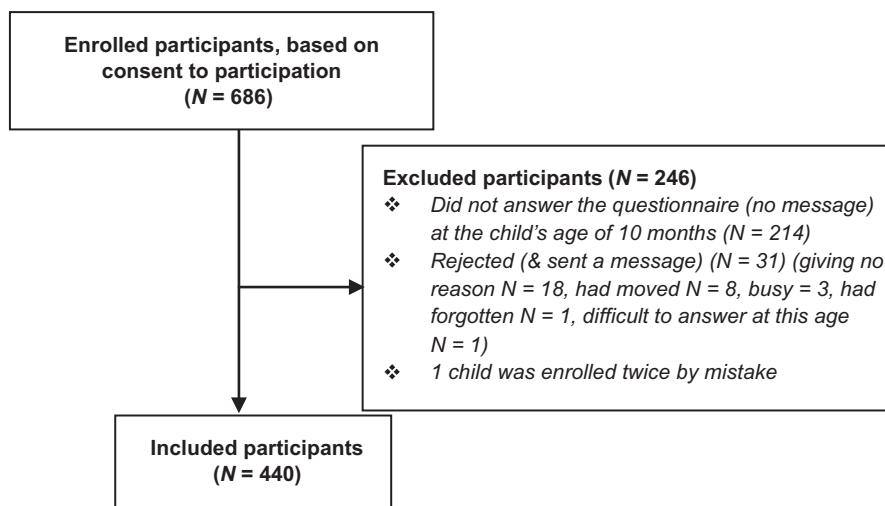 Enrolled participants, based on
consent to participation
(N = 686)
Excluded participants (N = 246)
❖ Did not answer the questionnaire (no message)
at the child's age of 10 months (N = 214)
❖ Rejected (& sent a message) (N = 31) (giving no
reason N = 18, had moved N = 8, busy = 3, had
forgotten N = 1, difficult to answer at this age
N = 1)
❖ 1 child was enrolled twice by mistake
Included participants
(N = 440)